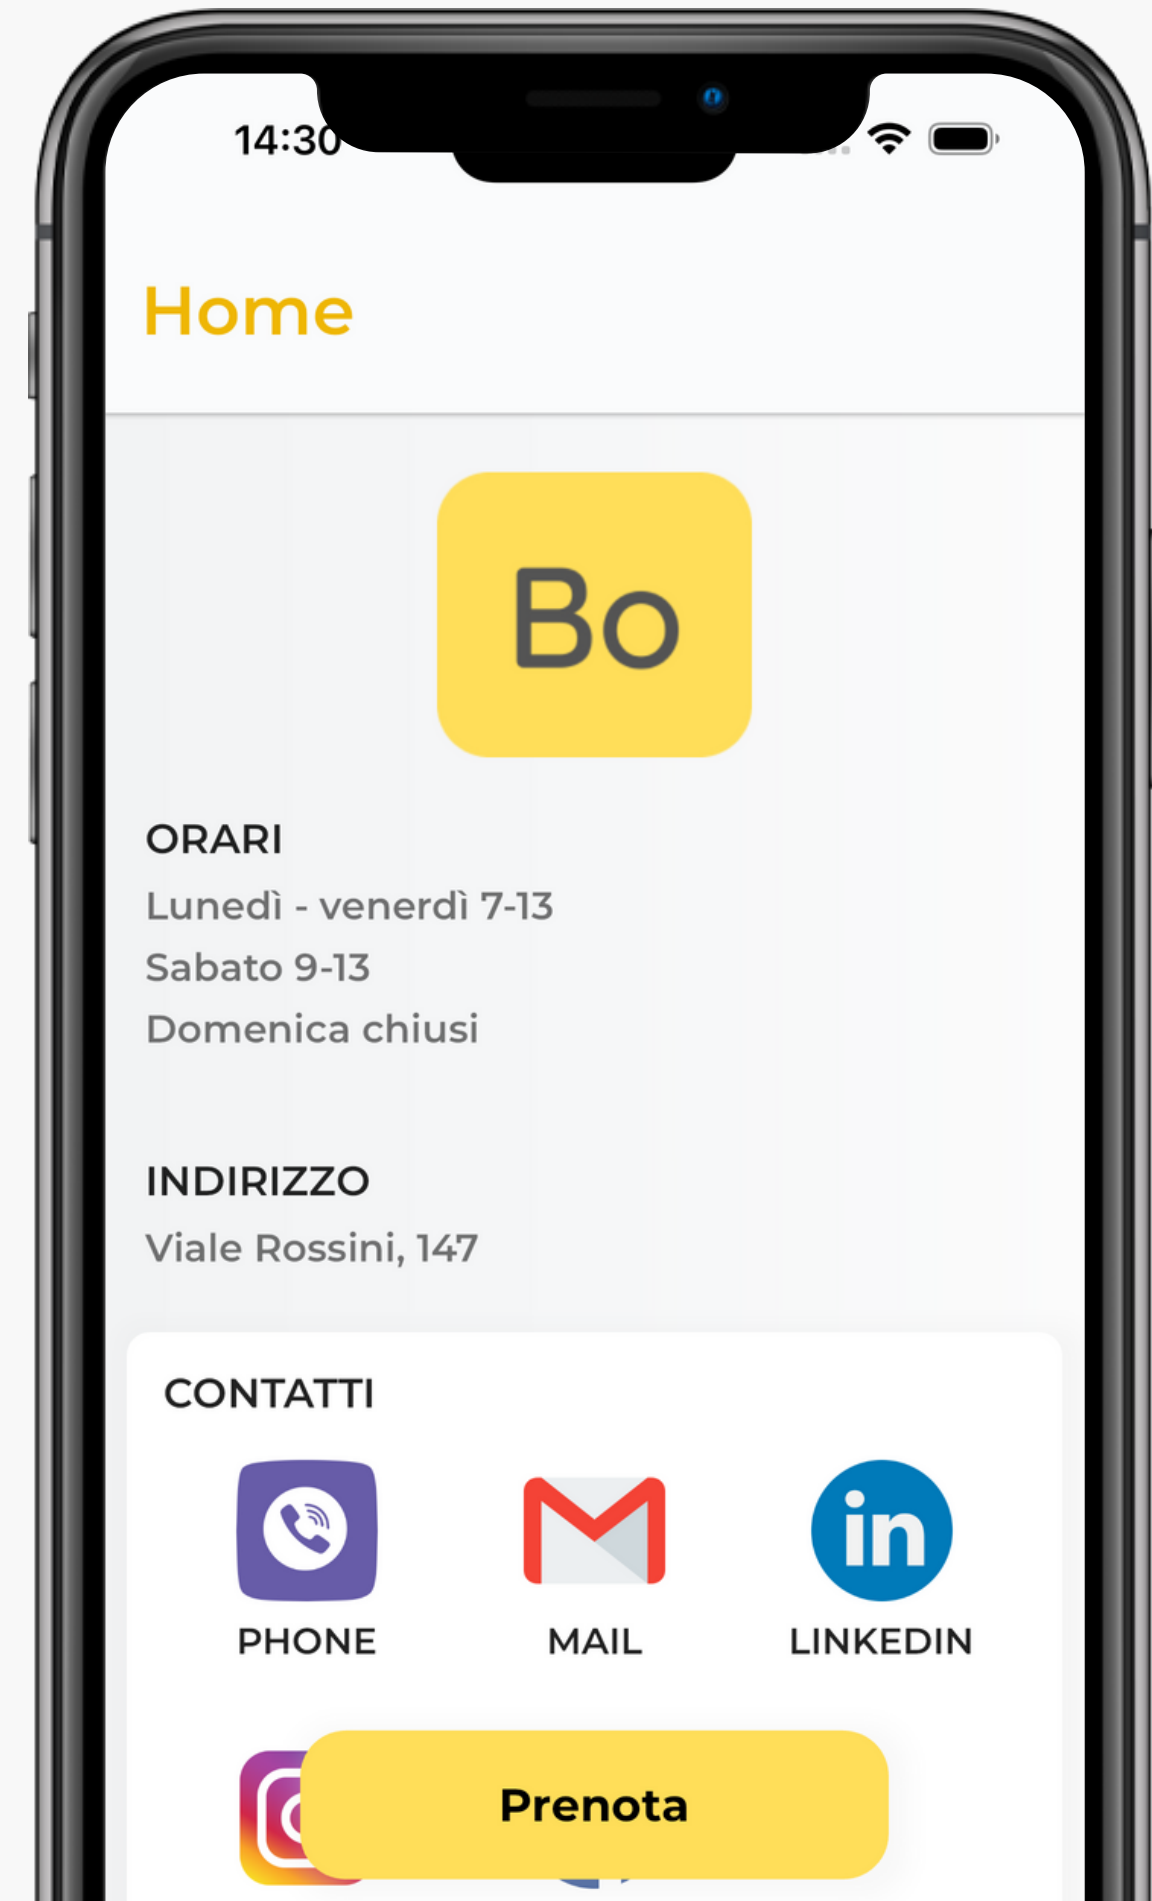 14:30
Home
Bo
ORARI
Lunedì - venerdì 7-13
Sabato 9-13
Domenica chiusi
INDIRIZZO
Viale Rossini, 147
CONTATTI
in
PHONE
MAIL
LINKEDIN
Prenota